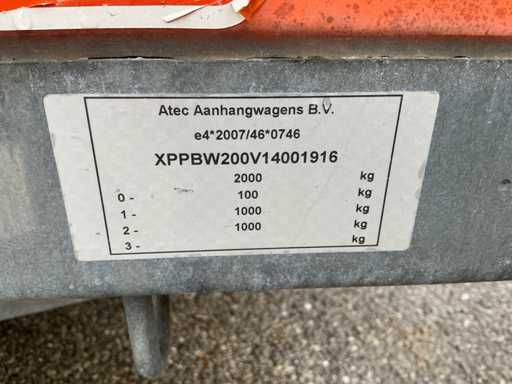 Atec Aanhangwagens B.V.
e4*2007/46*0746
XPPBW200V14001916
2000 kg
0 - 100 kg
1 - 1000 kg
2 - 1000 kg
3 - kg